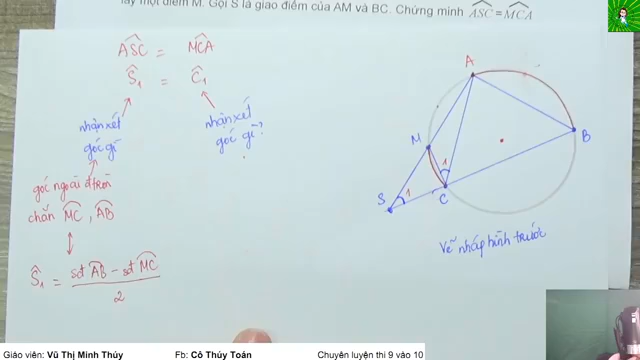 lấy một điểm M. Gọi S là giao điểm của AM và BC. Chứng minh ASC = MCA
ASC = MCA
S1 = C1
nhận xét
góc gì
nhận xét
góc gì?
góc ngoài đtròn
chắn MC, AB
S1 = sđ AB - sđ MC
2
A
B
M
1
S
1
C
Vẽ nháp hình trước
Giáo viên: Vũ Thị Minh Thúy
Fb: Cô Thúy Toán
Chuyên luyện thi 9 vào 10